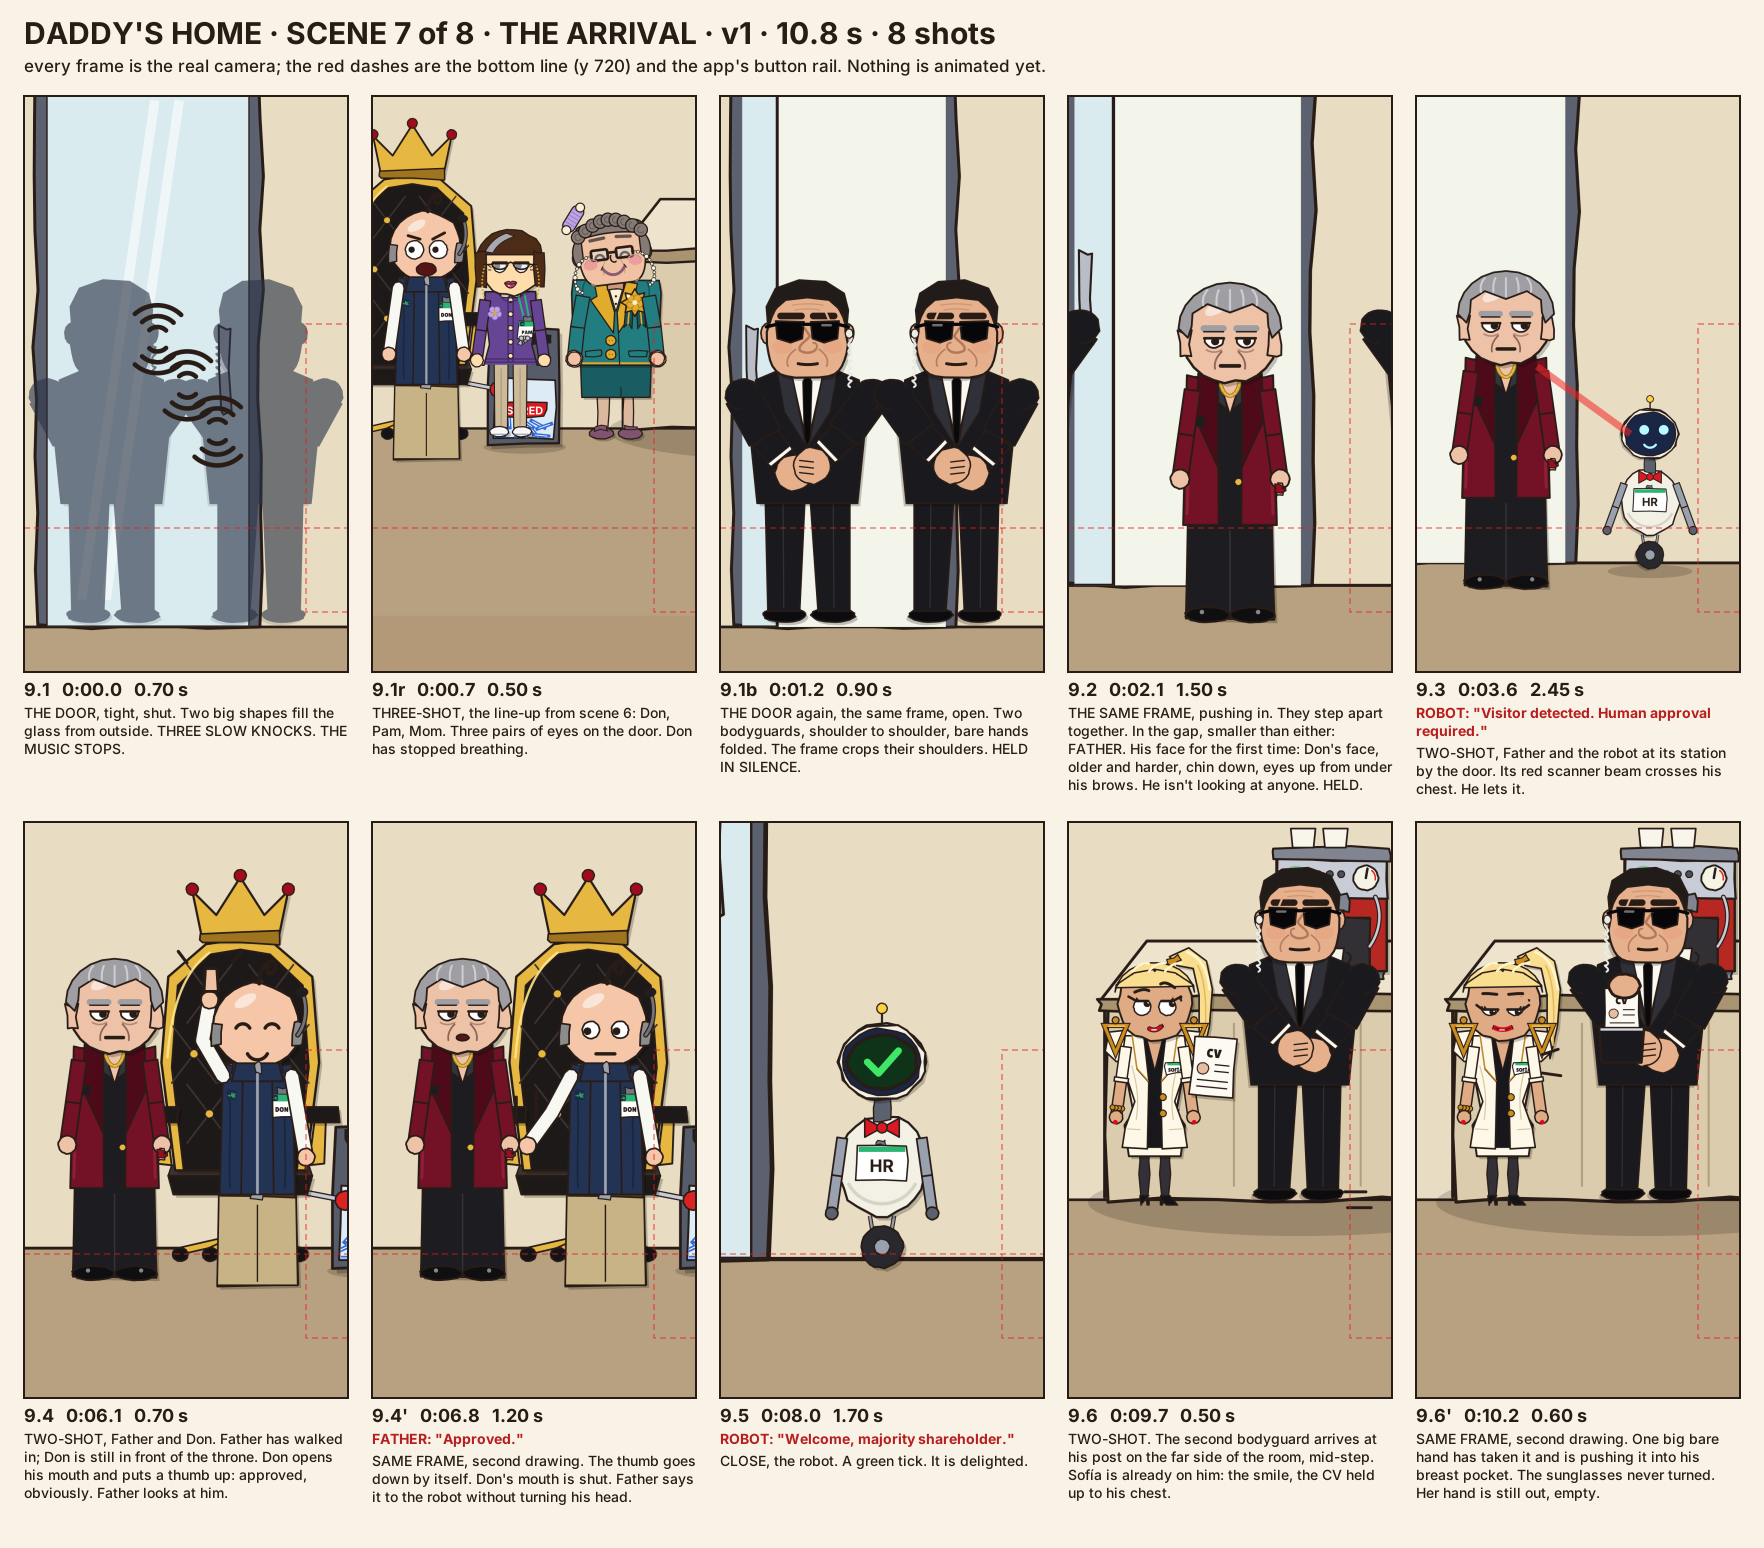 DADDY'S HOME · SCENE 7 of 8 · THE ARRIVAL · v1 · 10.8 s · 8 shots
every frame is the real camera; the red dashes are the bottom line (y 720) and the app's button rail. Nothing is animated yet.
DON
PAM
RED
HR
9.1 0:00.0 0.70 s
THE DOOR, tight, shut. Two big shapes fill the
glass from outside. THREE SLOW KNOCKS. THE
MUSIC STOPS.
9.1r 0:00.7 0.50 s
THREE-SHOT, the line-up from scene 6: Don,
Pam, Mom. Three pairs of eyes on the door. Don
has stopped breathing.
9.1b 0:01.2 0.90 s
THE DOOR again, the same frame, open. Two
bodyguards, shoulder to shoulder, bare hands
folded. The frame crops their shoulders. HELD
IN SILENCE.
9.2 0:02.1 1.50 s
THE SAME FRAME, pushing in. They step apart
together. In the gap, smaller than either:
FATHER. His face for the first time: Don's face,
older and harder, chin down, eyes up from under
his brows. He isn't looking at anyone. HELD.
9.3 0:03.6 2.45 s
ROBOT: "Visitor detected. Human approval
required."
TWO-SHOT, Father and the robot at its station
by the door. Its red scanner beam crosses his
chest. He lets it.
DON
DON
HR
CV
SOFÍ
CV
SOFÍ
9.4 0:06.1 0.70 s
TWO-SHOT, Father and Don. Father has walked
in; Don is still in front of the throne. Don opens
his mouth and puts a thumb up: approved,
obviously. Father looks at him.
9.4' 0:06.8 1.20 s
FATHER: "Approved."
SAME FRAME, second drawing. The thumb goes
down by itself. Don's mouth is shut. Father says
it to the robot without turning his head.
9.5 0:08.0 1.70 s
ROBOT: "Welcome, majority shareholder."
CLOSE, the robot. A green tick. It is delighted.
9.6 0:09.7 0.50 s
TWO-SHOT. The second bodyguard arrives at
his post on the far side of the room, mid-step.
Sofía is already on him: the smile, the CV held
up to his chest.
9.6' 0:10.2 0.60 s
SAME FRAME, second drawing. One big bare
hand has taken it and is pushing it into his
breast pocket. The sunglasses never turned.
Her hand is still out, empty.